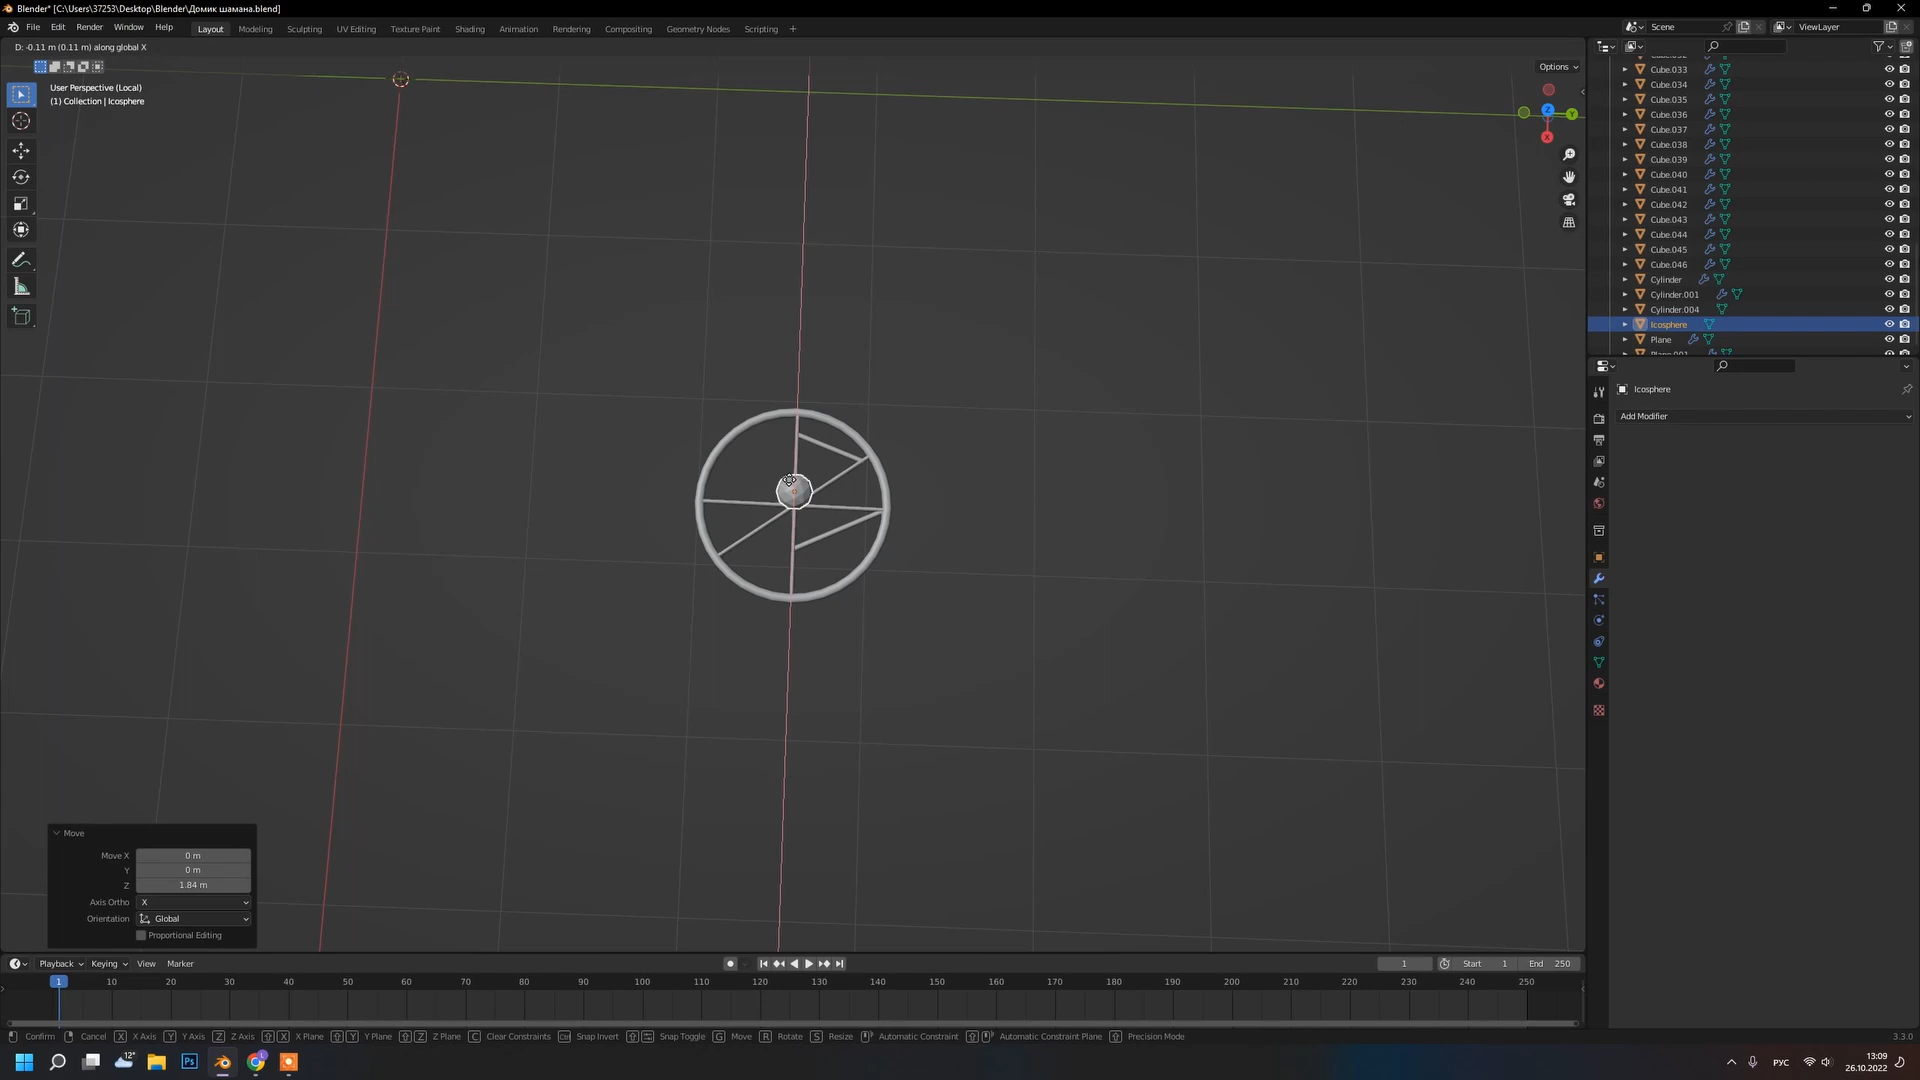 Blender* [C:\Users\37253\Desktop\Blender\Домик шамана.blend]
File Edit Render Window Help
Layout Modeling Sculpting UV Editing Texture Paint Shading Animation Rendering Compositing Geometry Nodes Scripting +
Scene
ViewLayer
D: -0.11 m (0.11 m) along global X
Options
User Perspective (Local)
(1) Collection | Icosphere
Z
Y
X
Cube.033
Cube.034
Cube.035
Cube.036
Cube.037
Cube.038
Cube.039
Cube.040
Cube.041
Cube.042
Cube.043
Cube.044
Cube.045
Cube.046
Cylinder
Cylinder.001
Cylinder.004
Icosphere
Plane
Plane.001
Icosphere
Add Modifier
Move
Move X 0 m
Y 0 m
Z 1.84 m
Axis Ortho X
Orientation Global
Proportional Editing
Playback Keying View Marker
1 Start 1 End 250
1 10 20 30 40 50 60 70 80 90 100 110 120 130 140 150 160 170 180 190 200 210 220 230 240 250
Confirm Cancel X X Axis Y Y Axis Z Z Axis X X Plane Y Y Plane Z Z Plane C Clear Constraints Snap Invert Snap Toggle G Move R Rotate S Resize Automatic Constraint Automatic Constraint Plane Precision Mode 3.3.0
12° Ps РУС 13:09
26.10.2022